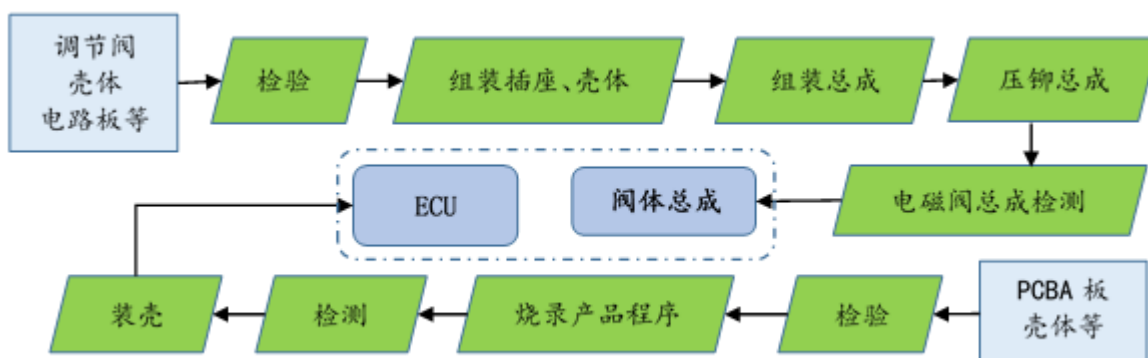 调节阀
壳体
电路板等
检验
组装插座、壳体
组装总成
压铆总成
电磁阀总成检测
阀体总成
ECU
PCBA 板
壳体等
检验
烧录产品程序
检测
装壳